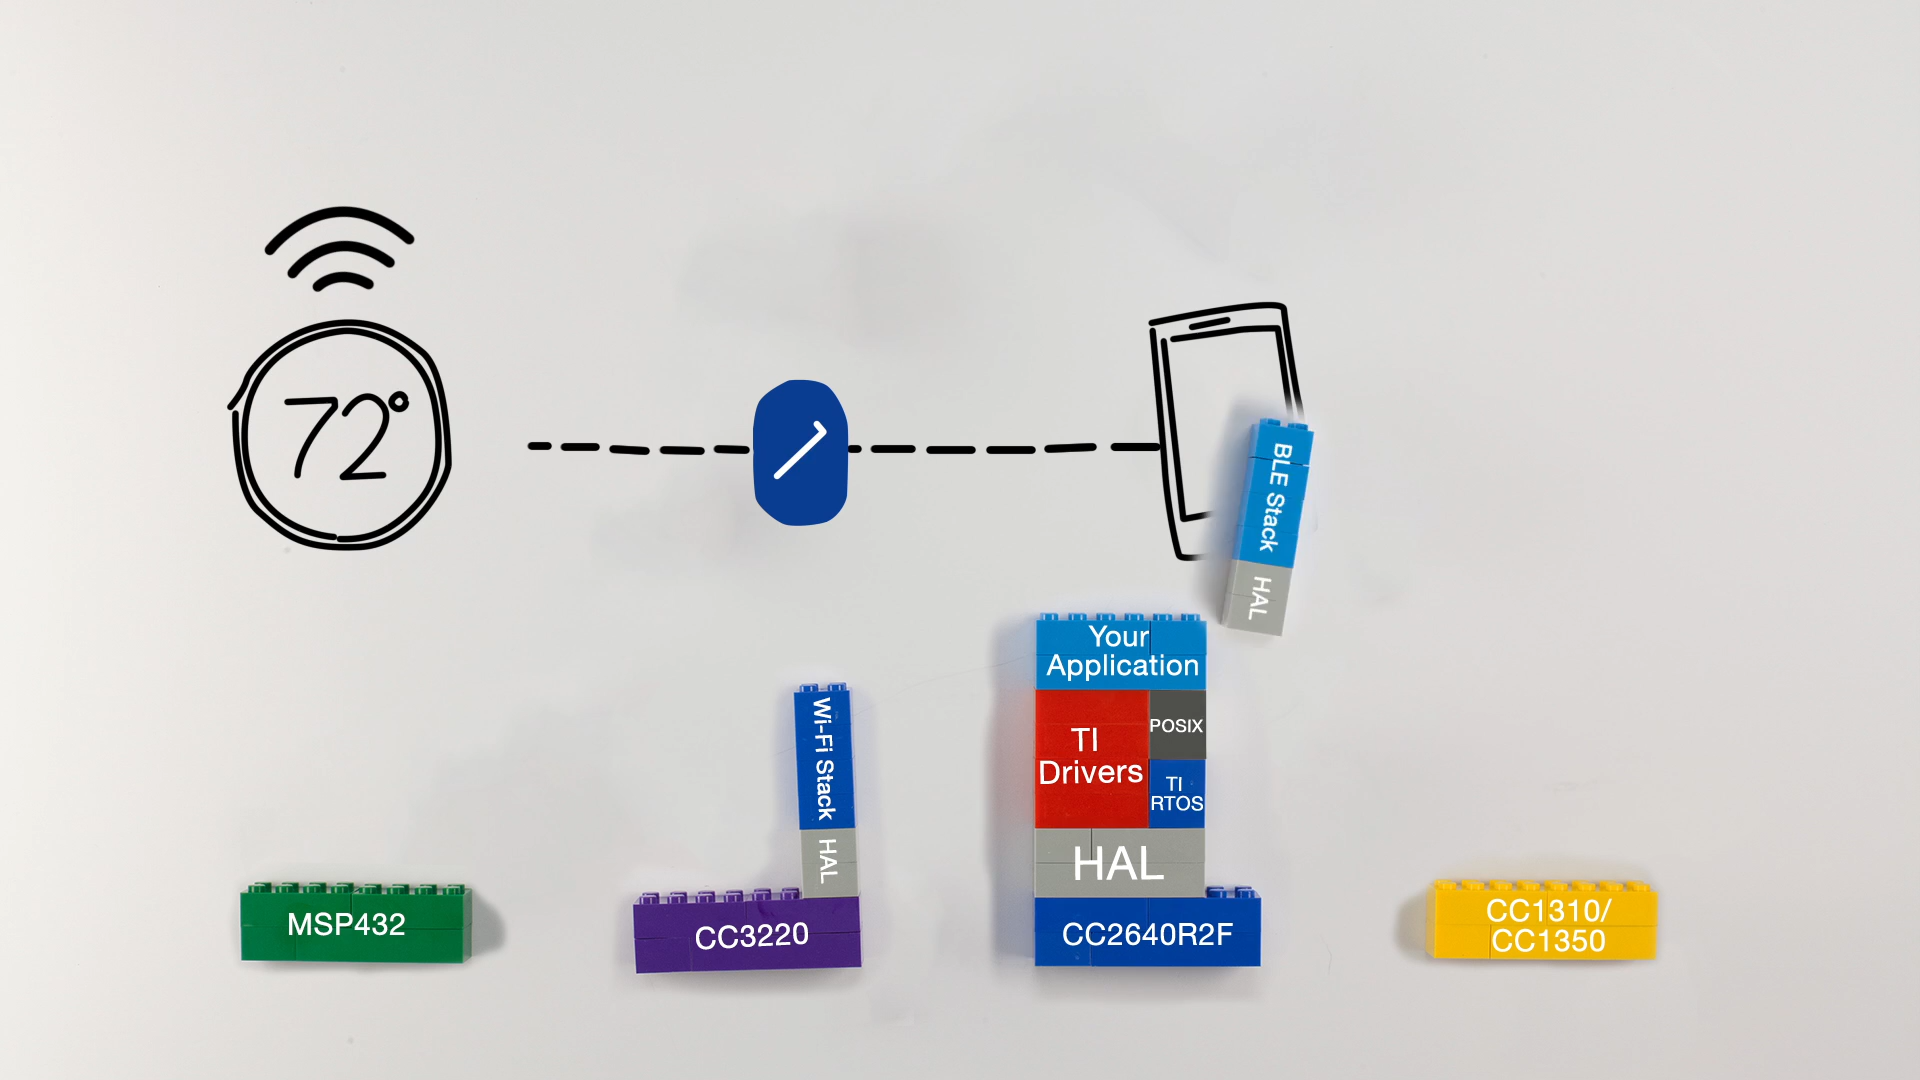 72°
BLE Stack
HAL
Your
Application
TI
Drivers
POSIX
TI
RTOS
HAL
Wi-Fi Stack
HAL
MSP432
CC3220
CC2640R2F
CC1310/
CC1350